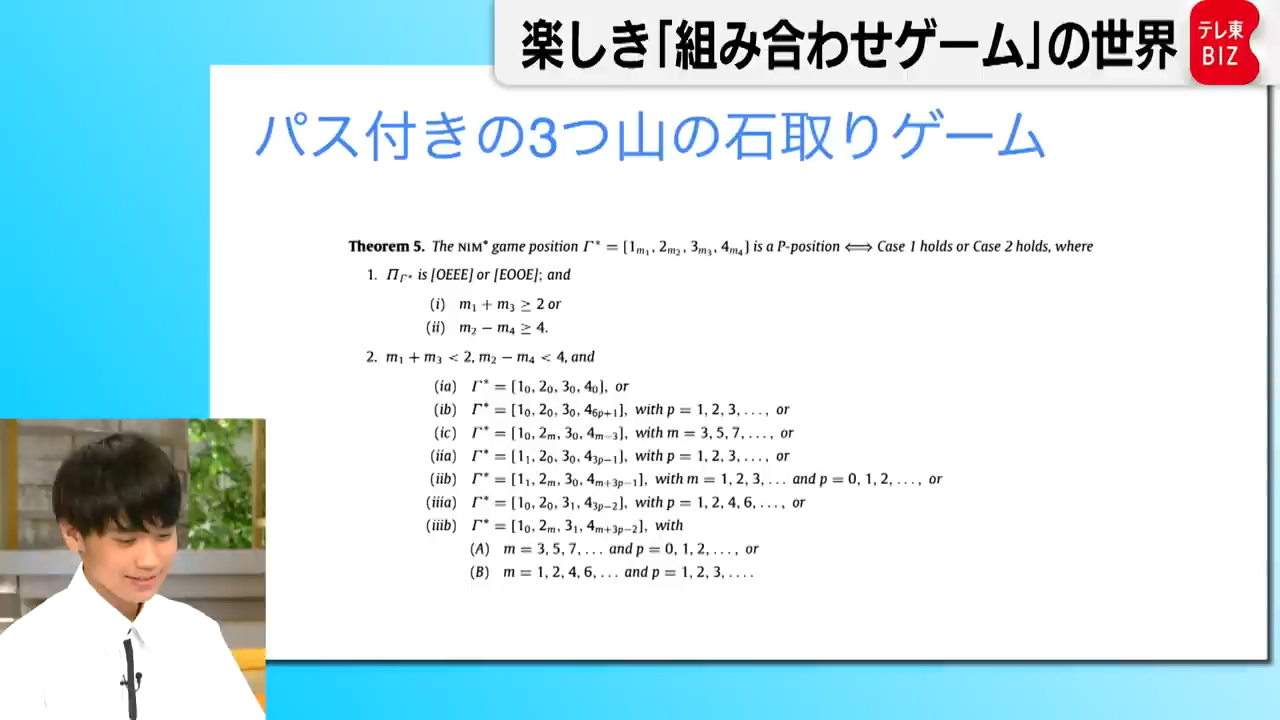 楽しき「組み合わせゲーム」の世界
テレ東
BIZ
パス付きの3つ山の石取りゲーム
Theorem 5. The NIM* game position Γ* = [1m₁, 2m₂, 3m₃, 4m₄] is a P-position ⟺ Case 1 holds or Case 2 holds, where
1. ΠΓ* is [OEEE] or [EOOE]; and
(i) m₁ + m₃ ≥ 2 or
(ii) m₂ − m₄ ≥ 4.
2. m₁ + m₃ < 2, m₂ − m₄ < 4, and
(ia) Γ* = [1₀, 2₀, 3₀, 4₀], or
(ib) Γ* = [1₀, 2₀, 3₀, 4₆ₚ₊₁], with p = 1, 2, 3, . . . , or
(ic) Γ* = [1₀, 2ₘ, 3₀, 4ₘ₋₃], with m = 3, 5, 7, . . . , or
(iia) Γ* = [1₁, 2₀, 3₀, 4₃ₚ₋₁], with p = 1, 2, 3, . . . , or
(iib) Γ* = [1₁, 2ₘ, 3₀, 4ₘ₊₃ₚ₋₁], with m = 1, 2, 3, . . . and p = 0, 1, 2, . . . , or
(iiia) Γ* = [1₀, 2₀, 3₁, 4₃ₚ₋₂], with p = 1, 2, 4, 6, . . . , or
(iiib) Γ* = [1₀, 2ₘ, 3₁, 4ₘ₊₃ₚ₋₂], with
(A) m = 3, 5, 7, . . . and p = 0, 1, 2, . . . , or
(B) m = 1, 2, 4, 6, . . . and p = 1, 2, 3, . . . .